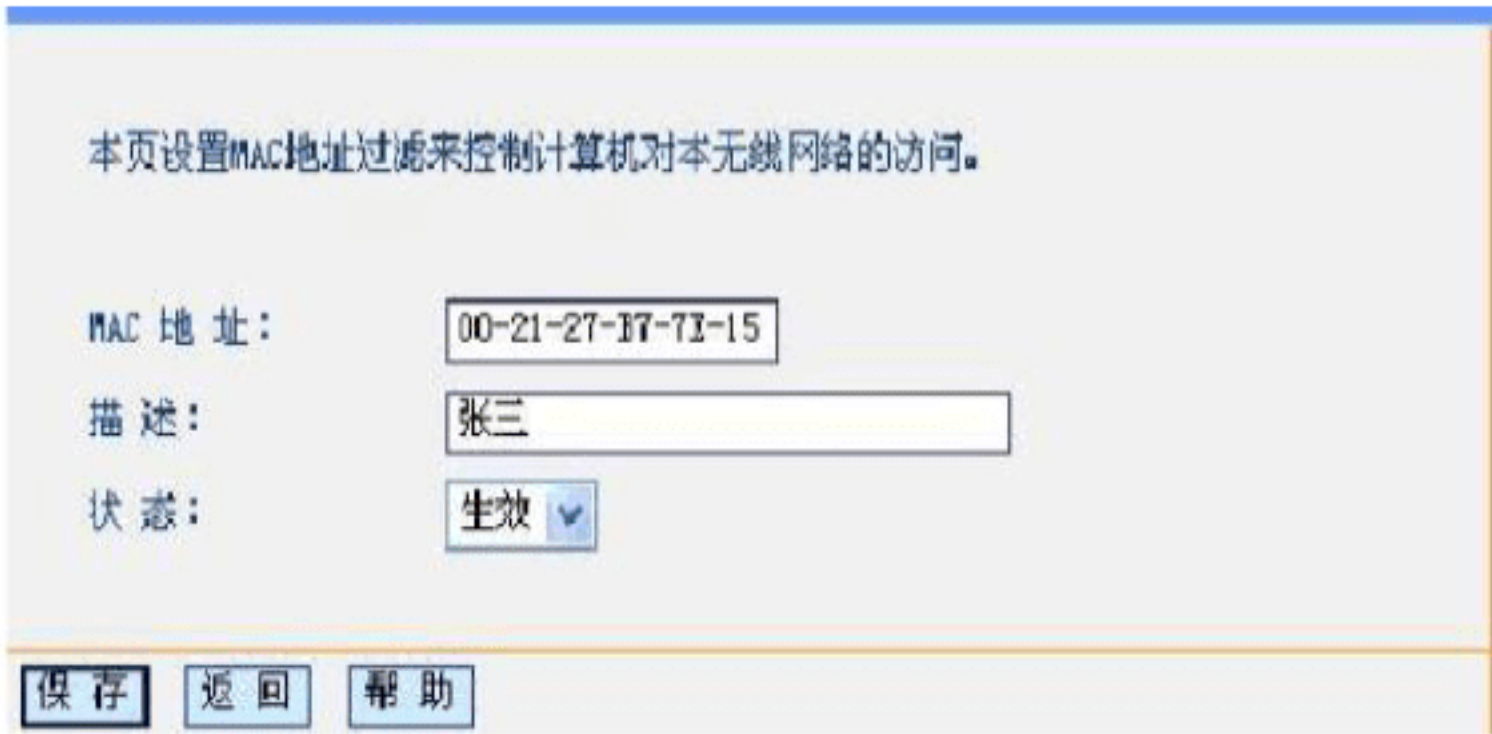 本页设置MAC地址过滤来控制计算机对本无线网络的访问。
MAC 地 址：
描 述： 张三
状 态： 生效
保 存 返 回 帮 助